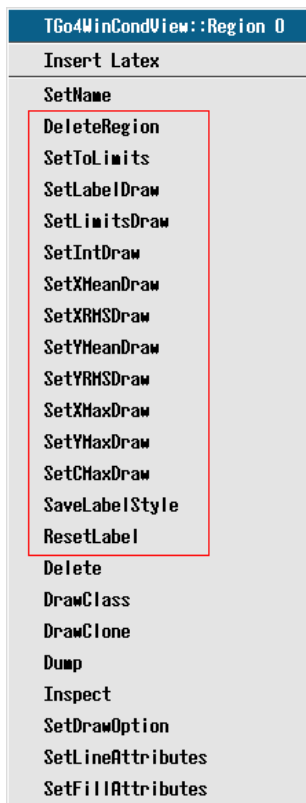 TGo4WinCondView::Region 0
Insert Latex
SetName
DeleteRegion
SetToLimits
SetLabelDraw
SetLimitsDraw
SetIntDraw
SetXMeanDraw
SetXRMSDraw
SetYMeanDraw
SetYRMSDraw
SetXMaxDraw
SetYMaxDraw
SetCMaxDraw
SaveLabelStyle
ResetLabel
Delete
DrawClass
DrawClone
Dump
Inspect
SetDrawOption
SetLineAttributes
SetFillAttributes